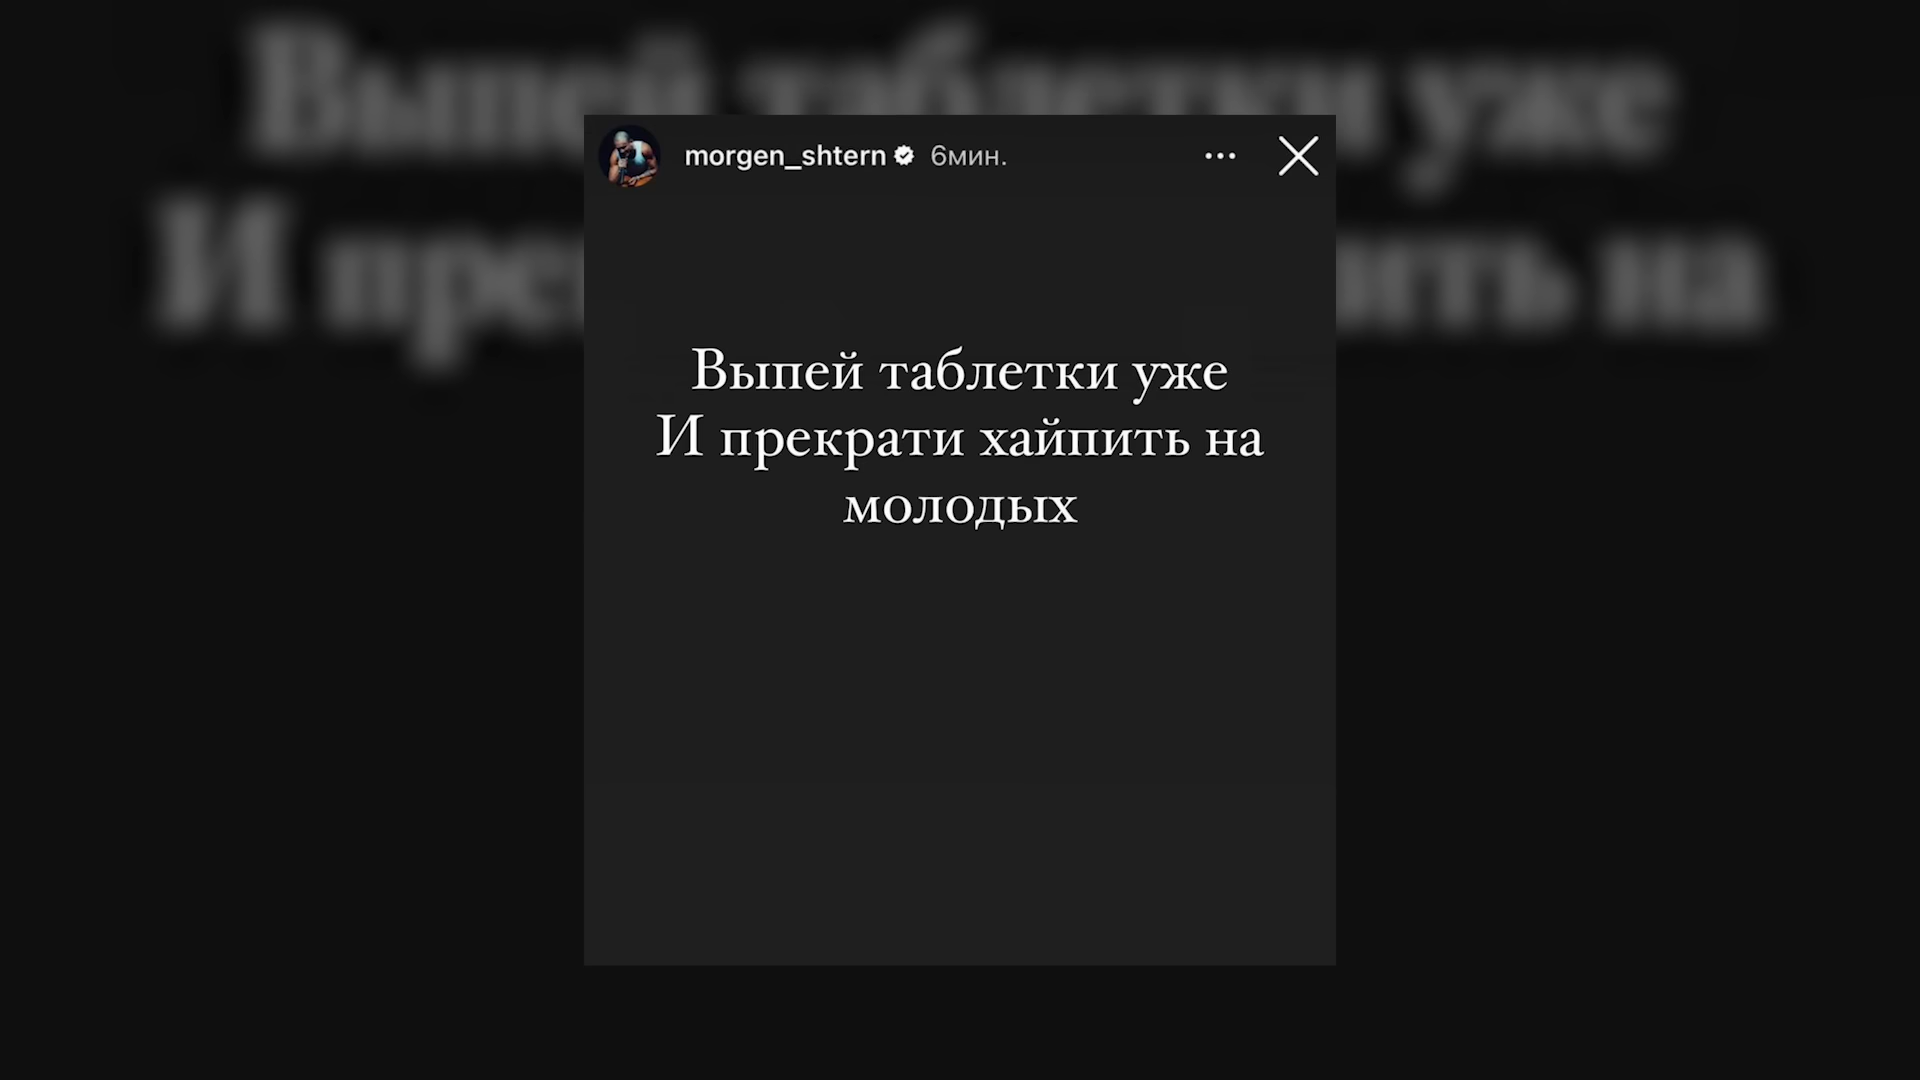 morgen_shtern 6мин.
Выпей таблетки уже
И прекрати хайпить на
молодых